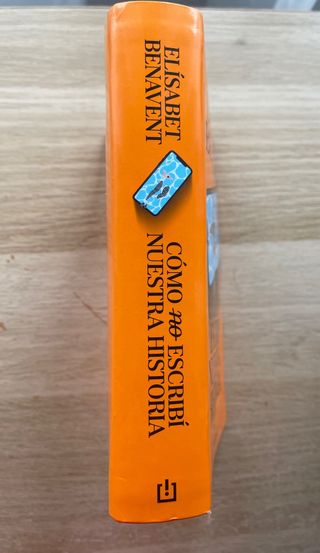 ELÍSABET
BENAVENT
CÓMO no ESCRIBÍ
NUESTRA HISTORIA